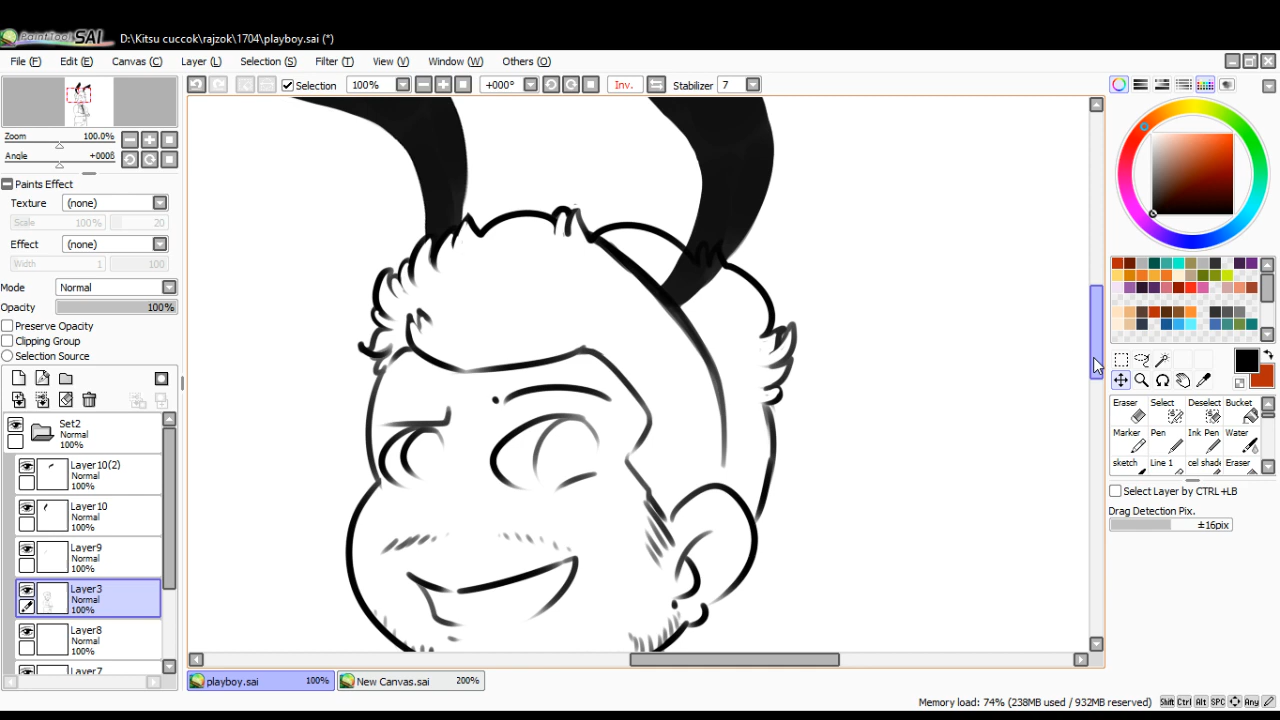 PaintTool SAI D:\Kitsu cuccok\rajzok\1704\playboy.sai (*)
File (F) Edit (E) Canvas (C) Layer (L) Selection (S) Filter (T) View (V) Window (W) Others (O)
Selection 100% +000° Inv. Stabilizer 7
Zoom 100.0%
Angle +0008
Paints Effect
Texture (none)
Scale 100% 20
Effect (none)
Width 1 100
Mode Normal
Opacity 100%
Preserve Opacity
Clipping Group
Selection Source
Set2
Normal
100%
Layer10(2)
Normal
100%
Layer10
Normal
100%
Layer9
Normal
100%
Layer3
Normal
100%
Layer8
Normal
100%
Layer7
Eraser Select Deselect Bucket
Marker Pen Ink Pen Water
sketch Line 1 cel shade Eraser
Select Layer by CTRL+LB
Drag Detection Pix.
±16pix
playboy.sai 100% New Canvas.sai 200%
Memory load: 74% (238MB used / 932MB reserved) Shift Ctrl Alt SPC Any